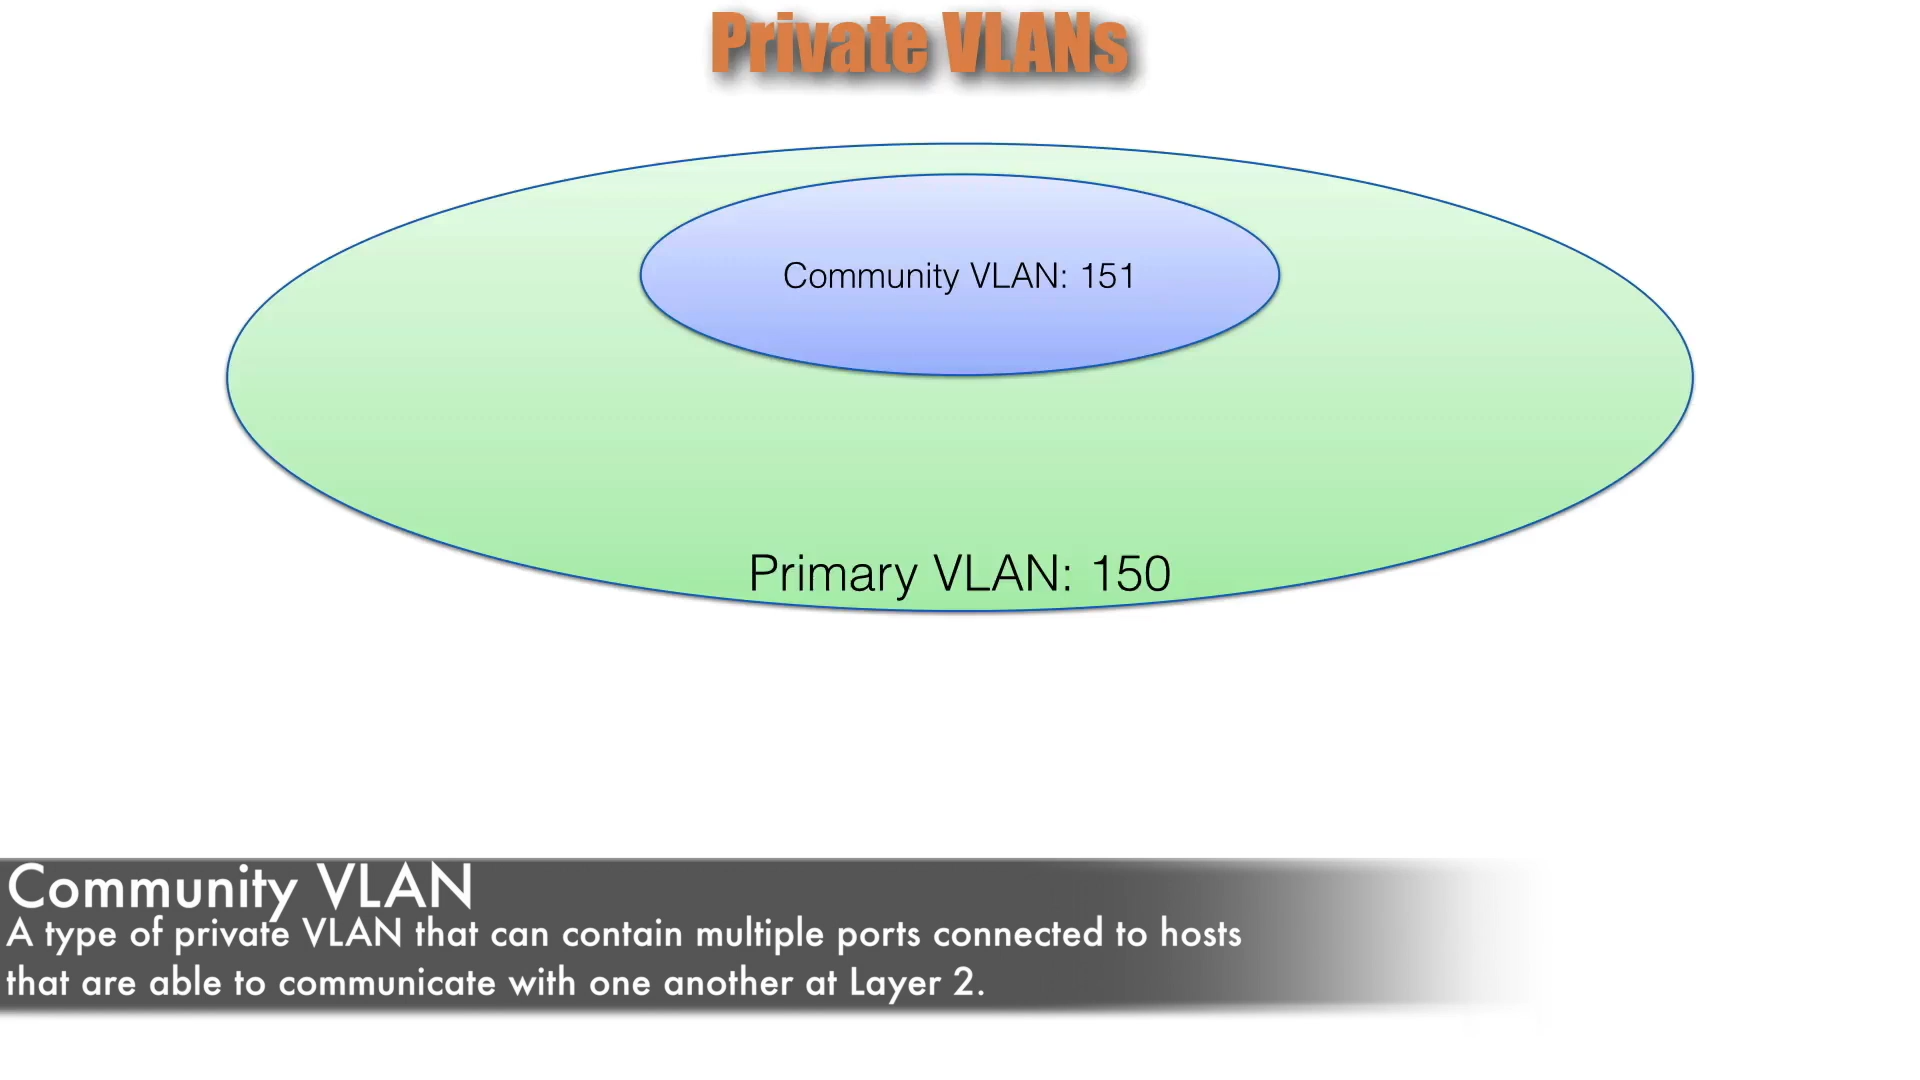 Private VLANs
Community VLAN: 151
Primary VLAN: 150
Community VLAN
A type of private VLAN that can contain multiple ports connected to hosts
that are able to communicate with one another at Layer 2.